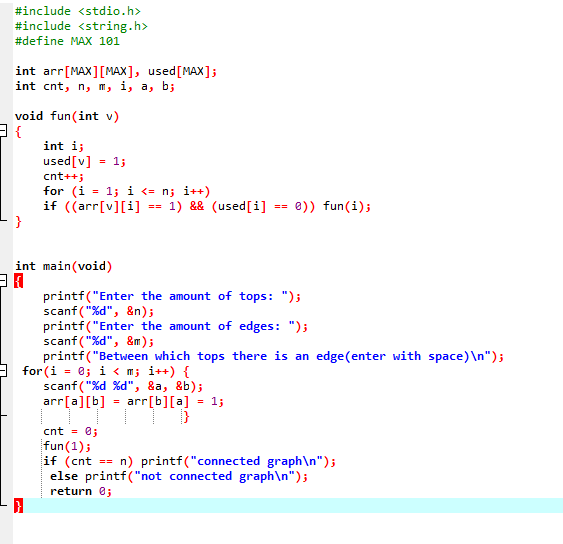 #include <stdio.h>
#include <string.h>
#define MAX 101
int arr[MAX][MAX], used[MAX];
int cnt, n, m, i, a, b;
void fun(int v)
{
int i;
used[v] = 1;
cnt++;
for (i = 1; i <= n; i++)
if ((arr[v][i] == 1) && (used[i] == 0)) fun(i);
}
int main(void)
{
printf("Enter the amount of tops: ");
scanf("%d", &n);
printf("Enter the amount of edges: ");
scanf("%d", &m);
printf("Between which tops there is an edge(enter with space)\n");
for(i = 0; i < m; i++) {
scanf("%d %d", &a, &b);
arr[a][b] = arr[b][a] = 1;
}
cnt = 0;
fun(1);
if (cnt == n) printf("connected graph\n");
else printf("not connected graph\n");
return 0;
}